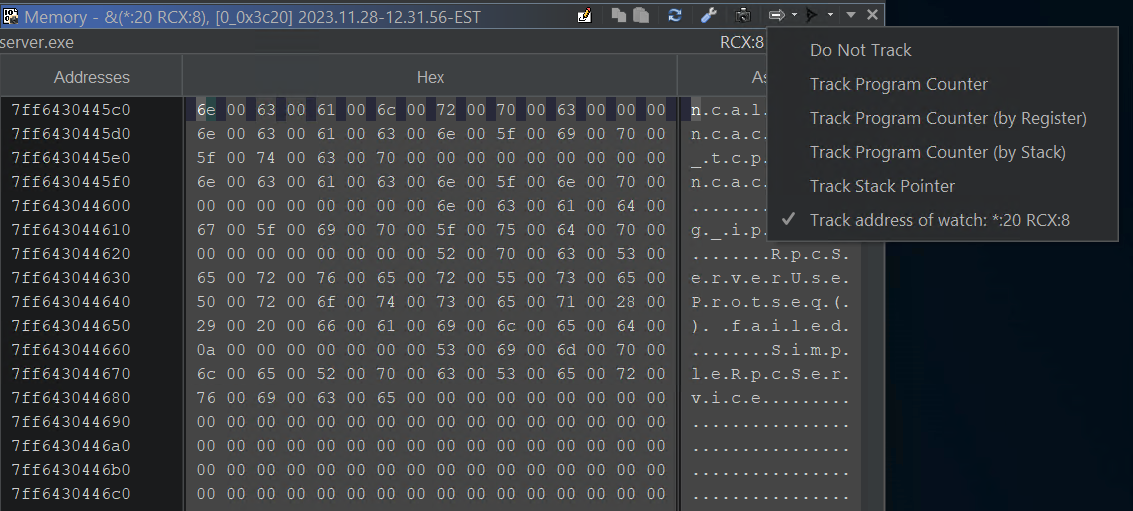 Memory - &(*:20 RCX:8), [0_0x3c20] 2023.11.28-12.31.56-EST
server.exe RCX:8
Addresses Hex As
7ff6430445c0 6e 00 63 00 61 00 6c 00 72 00 70 00 63 00 00 00 n.c.a.l.
7ff6430445d0 6e 00 63 00 61 00 63 00 6e 00 5f 00 69 00 70 00 n.c.a.c.
7ff6430445e0 5f 00 74 00 63 00 70 00 00 00 00 00 00 00 00 00 _.t.c.p.
7ff6430445f0 6e 00 63 00 61 00 63 00 6e 00 5f 00 6e 00 70 00 n.c.a.c.
7ff643044600 00 00 00 00 00 00 00 00 6e 00 63 00 61 00 64 00 ........
7ff643044610 67 00 5f 00 69 00 70 00 5f 00 75 00 64 00 70 00 g._.i.p.
7ff643044620 00 00 00 00 00 00 00 00 52 00 70 00 63 00 53 00 ........R.p.c.S.
7ff643044630 65 00 72 00 76 00 65 00 72 00 55 00 73 00 65 00 e.r.v.e.r.U.s.e.
7ff643044640 50 00 72 00 6f 00 74 00 73 00 65 00 71 00 28 00 P.r.o.t.s.e.q.(.
7ff643044650 29 00 20 00 66 00 61 00 69 00 6c 00 65 00 64 00 ). .f.a.i.l.e.d.
7ff643044660 0a 00 00 00 00 00 00 00 53 00 69 00 6d 00 70 00 ........S.i.m.p.
7ff643044670 6c 00 65 00 52 00 70 00 63 00 53 00 65 00 72 00 l.e.R.p.c.S.e.r.
7ff643044680 76 00 69 00 63 00 65 00 00 00 00 00 00 00 00 00 v.i.c.e.........
7ff643044690 00 00 00 00 00 00 00 00 00 00 00 00 00 00 00 00 ................
7ff6430446a0 00 00 00 00 00 00 00 00 00 00 00 00 00 00 00 00 ................
7ff6430446b0 00 00 00 00 00 00 00 00 00 00 00 00 00 00 00 00 ................
7ff6430446c0 00 00 00 00 00 00 00 00 00 00 00 00 00 00 00 00 ................
Do Not Track
Track Program Counter
Track Program Counter (by Register)
Track Program Counter (by Stack)
Track Stack Pointer
Track address of watch: *:20 RCX:8